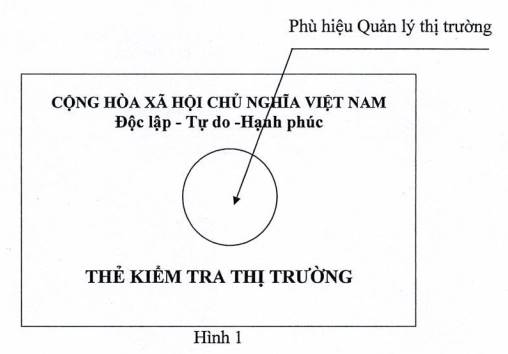 Phù hiệu Quản lý thị trường
CỘNG HÒA XÃ HỘI CHỦ NGHĨA VIỆT NAM
Độc lập - Tự do -Hạnh phúc
THẺ KIỂM TRA THỊ TRƯỜNG
Hình 1